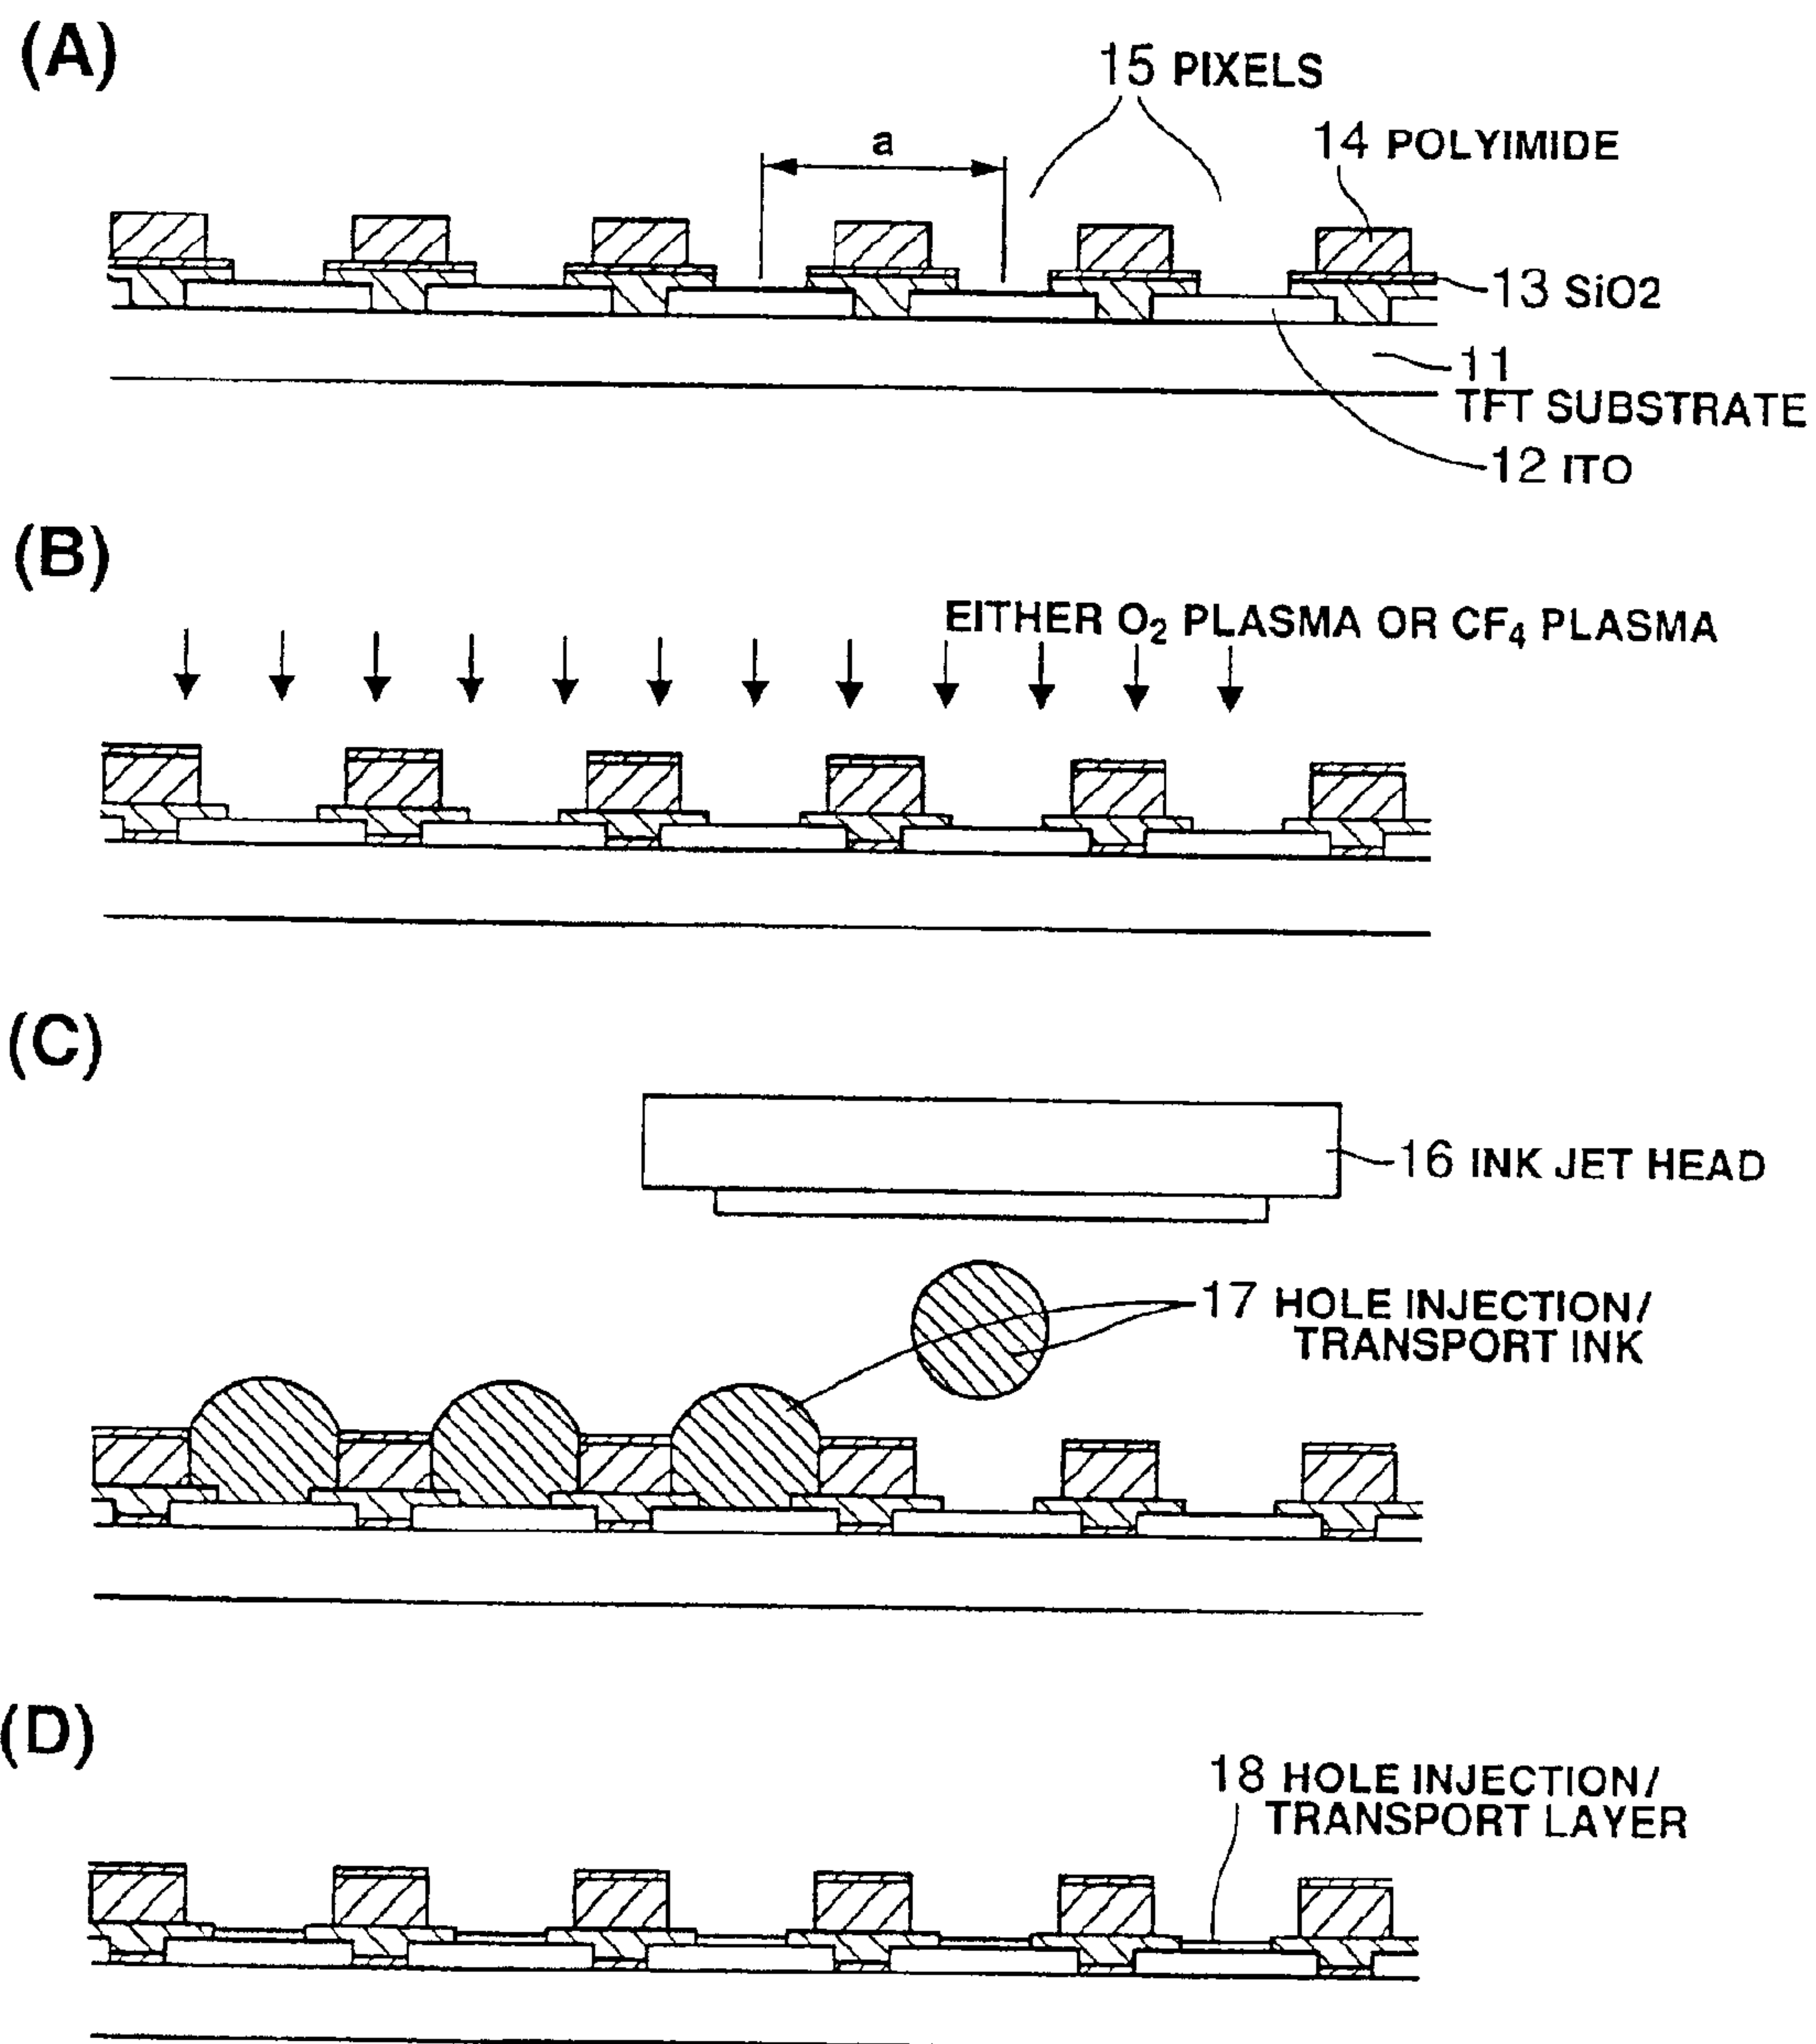 (A)
15 PIXELS
a
14 POLYIMIDE
13 SiO2
11
TFT SUBSTRATE
12 ITO
(B)
EITHER O₂ PLASMA OR CF₄ PLASMA
(C)
16 INK JET HEAD
17 HOLE INJECTION/
TRANSPORT INK
(D)
18 HOLE INJECTION/
TRANSPORT LAYER